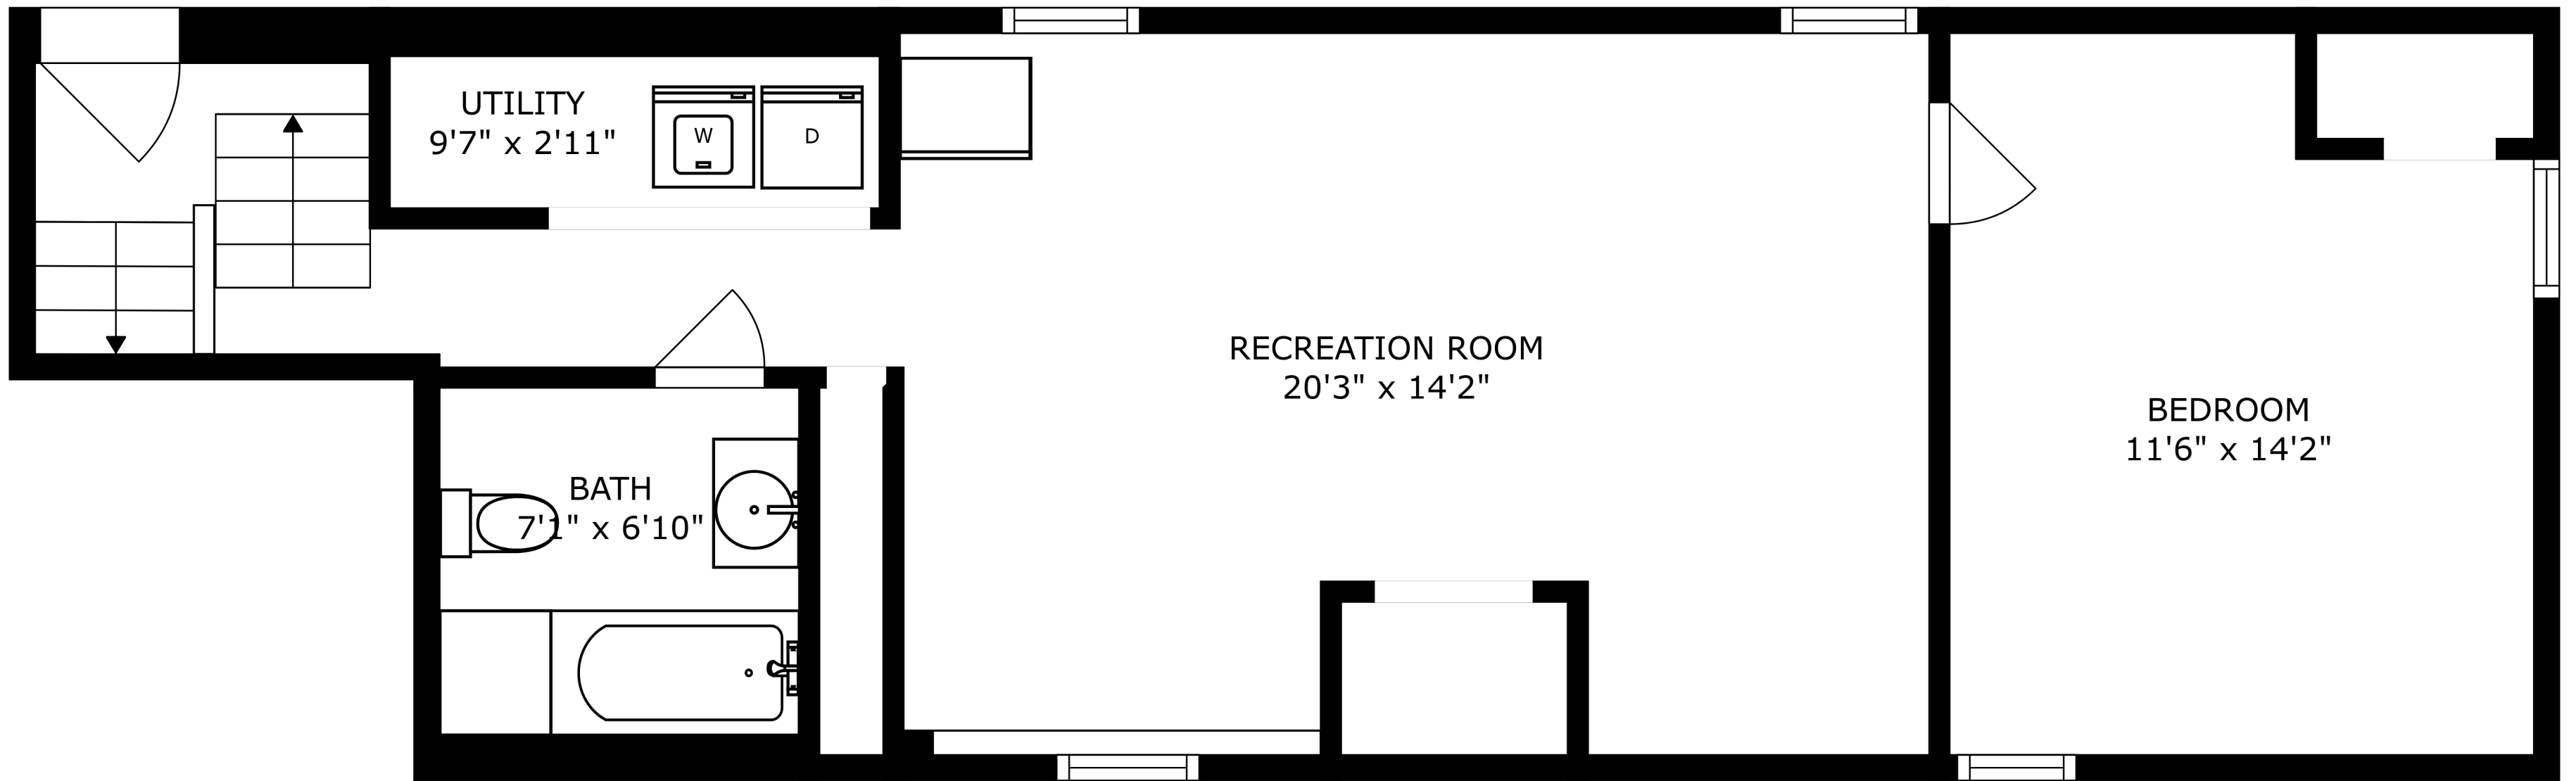 UTILITY
9'7" x 2'11"
W
D
RECREATION ROOM
20'3" x 14'2"
BEDROOM
11'6" x 14'2"
BATH
7'1" x 6'10"